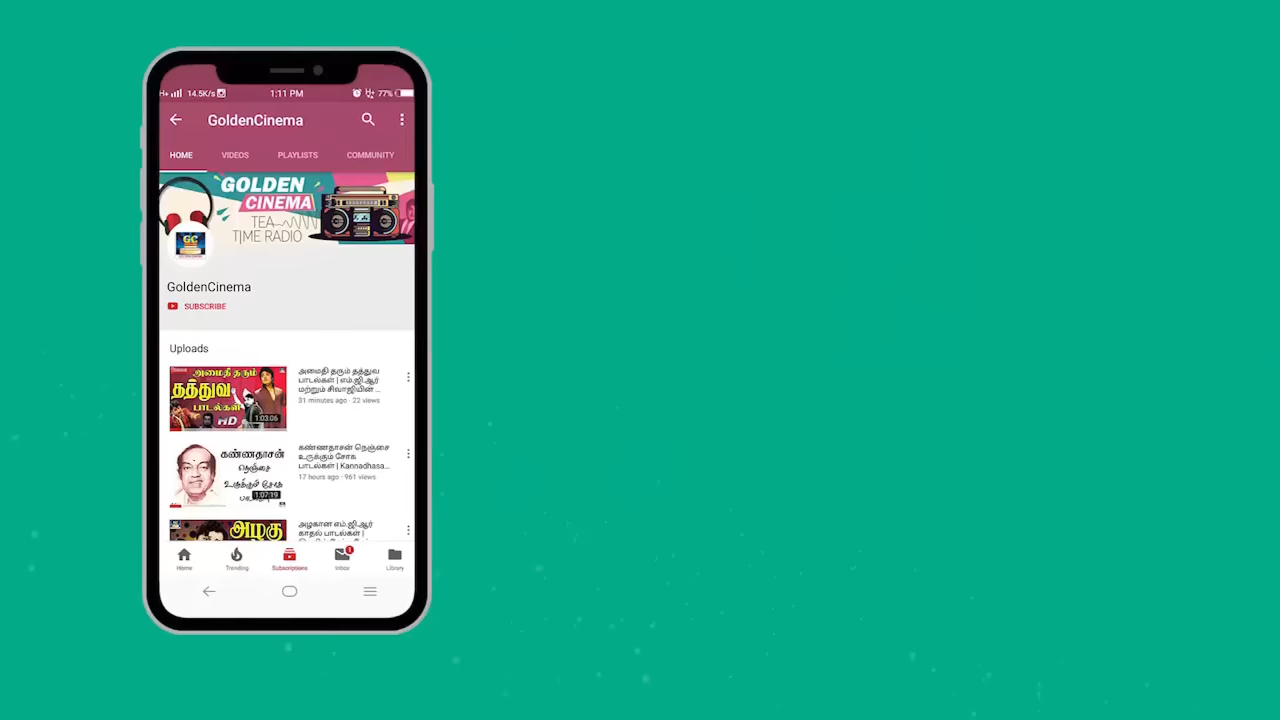 H+ 14.5K/s 1:11 PM 77%
GoldenCinema
HOME VIDEOS PLAYLISTS COMMUNITY
GOLDEN
CINEMA
TEA
TIME RADIO
GC
GoldenCinema
SUBSCRIBE
Uploads
அமைதி தரும்
தத்துவ
பாடல்கள்
HD
1:03:06
அமைதி தரும் தத்துவ
பாடல்கள் | எம்.ஜி.ஆர்
மற்றும் சிவாஜியின் ...
31 minutes ago · 22 views
கண்ணதாசன்
நெஞ்சை
உருக்கும் சோக
1:07:19
கண்ணதாசன் நெஞ்சை
உருக்கும் சோக
பாடல்கள் | Kannadhasa...
17 hours ago · 961 views
அழகு
அழகான எம்.ஜி.ஆர்
காதல் பாடல்கள் |
Home Trending Subscriptions Inbox Library
1